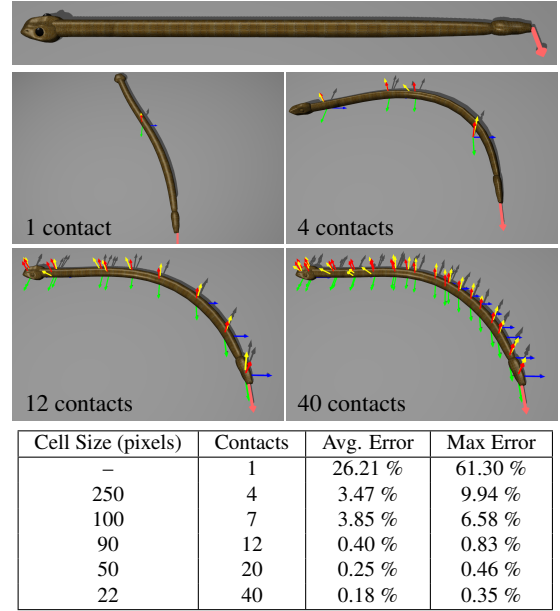 1 contact
4 contacts
12 contacts
40 contacts
Cell Size (pixels) Contacts Avg. Error Max Error
– 1 26.21 % 61.30 %
250 4 3.47 % 9.94 %
100 7 3.85 % 6.58 %
90 12 0.40 % 0.83 %
50 20 0.25 % 0.46 %
22 40 0.18 % 0.35 %